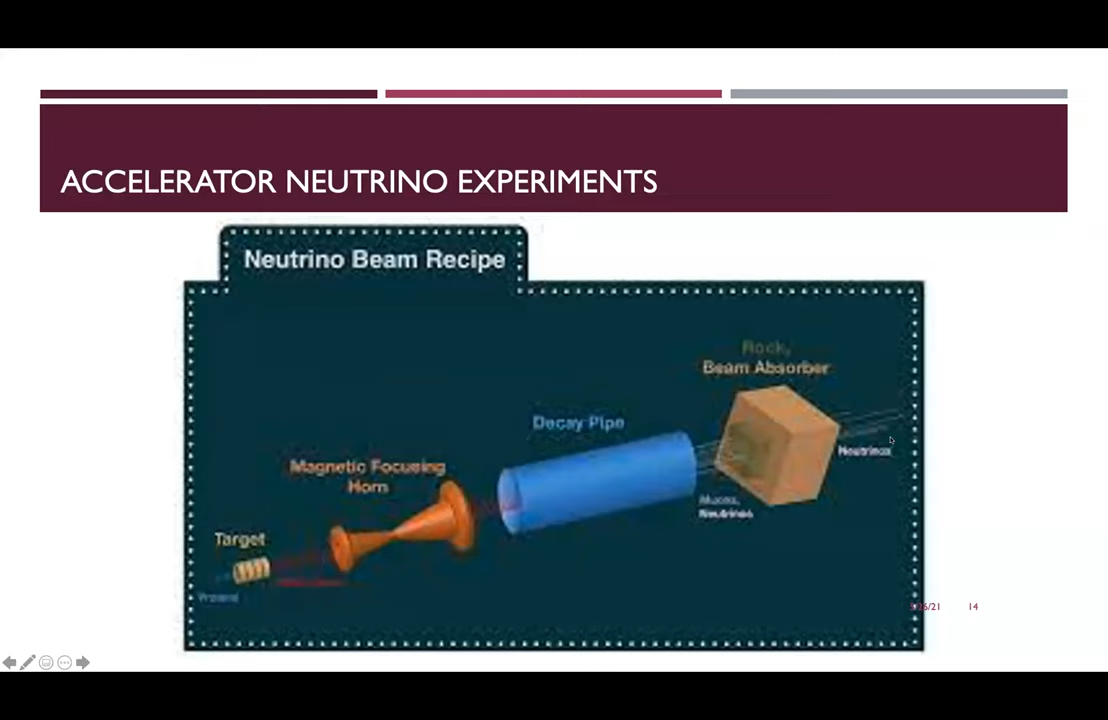 ACCELERATOR NEUTRINO EXPERIMENTS
Neutrino Beam Recipe
Rock,
Beam Absorber
Decay Pipe
Neutrinos
Magnetic Focusing
Horn
Muons,
Neutrinos
Target
14